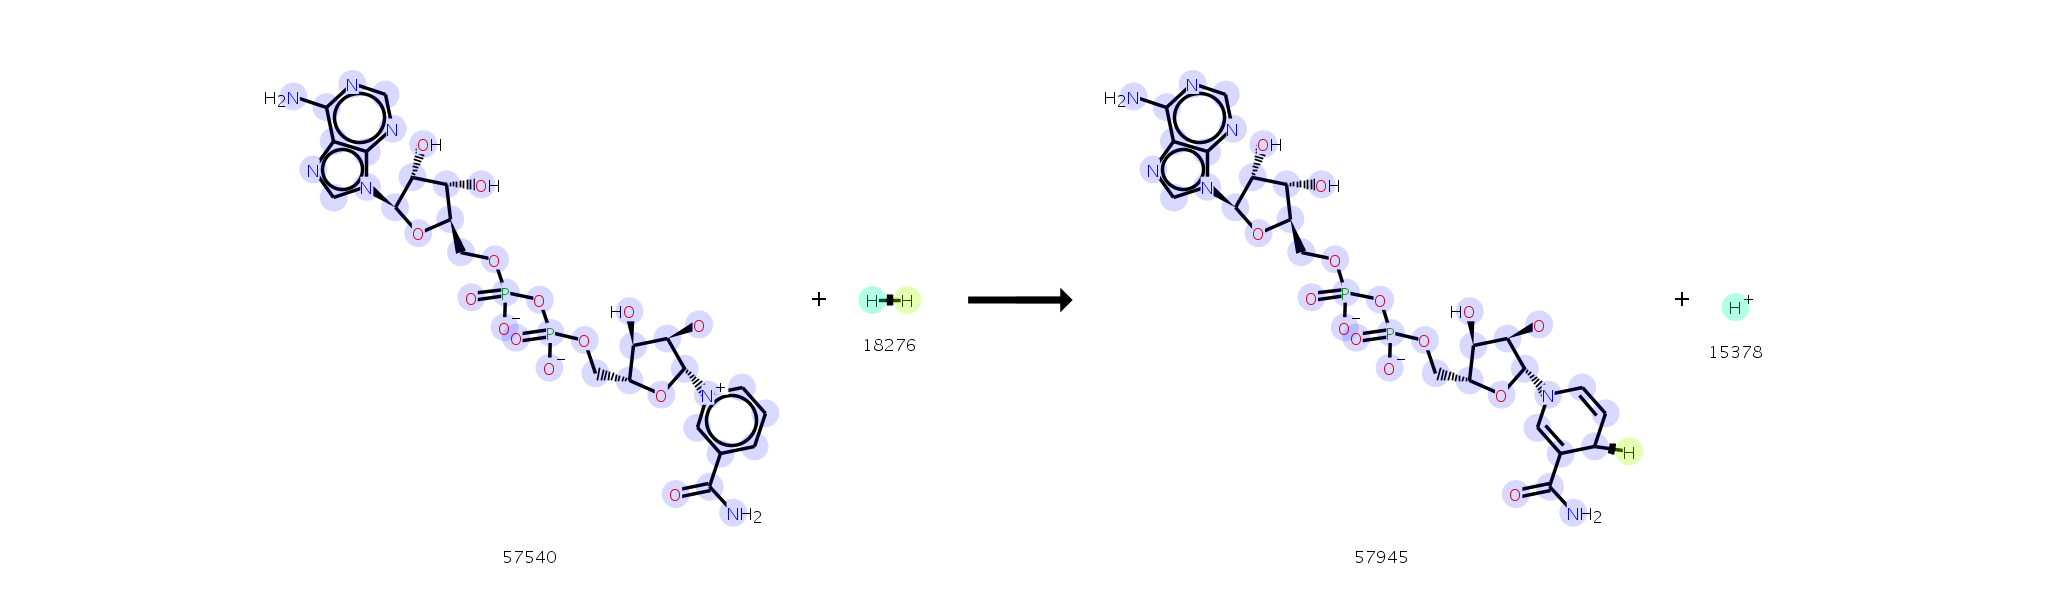 N N
H2N H2N
N N
OH OH
N N
N OH N OH
O O
O O
O P O + H H O P O + H+
HO HO
O− O O− O
O P O O P O
18276 15378
O− O−
O N+ O N
H
O O
NH2 NH2
57540 57945